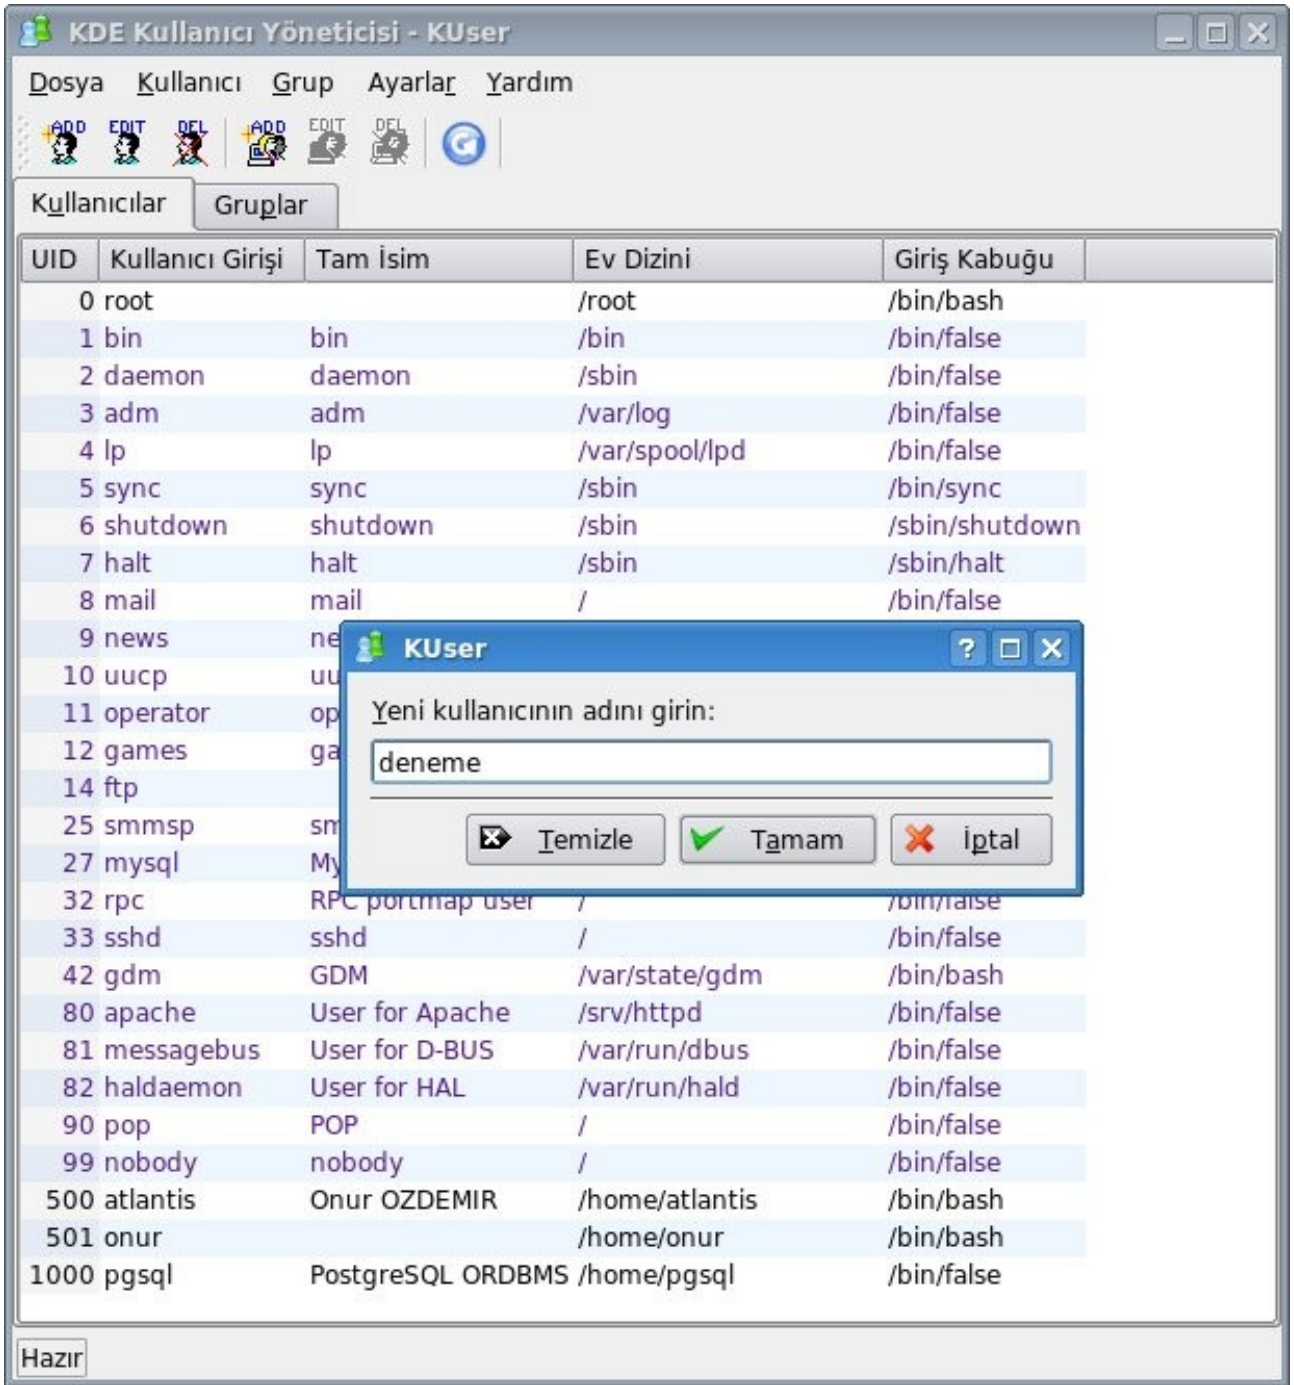 KDE Kullanıcı Yöneticisi - KUser
Dosya Kullanıcı Grup Ayarlar Yardım
ADD EDIT DEL ADD EDIT DEL
Kullanıcılar Gruplar
UID Kullanıcı Girişi Tam İsim Ev Dizini Giriş Kabuğu
0 root /root /bin/bash
1 bin bin /bin /bin/false
2 daemon daemon /sbin /bin/false
3 adm adm /var/log /bin/false
4 lp lp /var/spool/lpd /bin/false
5 sync sync /sbin /bin/sync
6 shutdown shutdown /sbin /sbin/shutdown
7 halt halt /sbin /sbin/halt
8 mail mail / /bin/false
9 news ne
10 uucp uu
11 operator op
12 games ga
14 ftp
25 smmsp sm
27 mysql My
KUser
Yeni kullanıcının adını girin:
deneme
Temizle Tamam İptal
32 rpc RPC portmap user / /bin/false
33 sshd sshd / /bin/false
42 gdm GDM /var/state/gdm /bin/bash
80 apache User for Apache /srv/httpd /bin/false
81 messagebus User for D-BUS /var/run/dbus /bin/false
82 haldaemon User for HAL /var/run/hald /bin/false
90 pop POP / /bin/false
99 nobody nobody / /bin/false
500 atlantis Onur OZDEMIR /home/atlantis /bin/bash
501 onur /home/onur /bin/bash
1000 pgsql PostgreSQL ORDBMS /home/pgsql /bin/false
Hazır